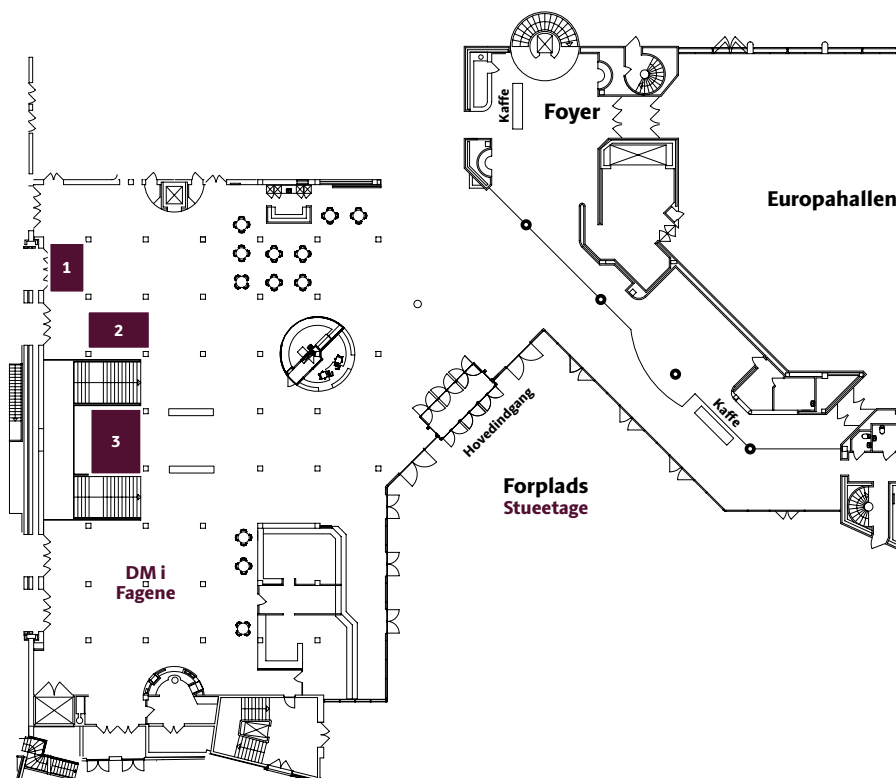 Kaffe
Foyer
Europahallen
1
2
3
Kaffe
Hovedindgang
Forplads
Stueetage
DM i
Fagene